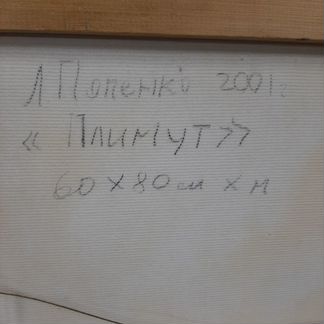 Л Попенко 2001г
« Плимут »
60 х 80 см х м